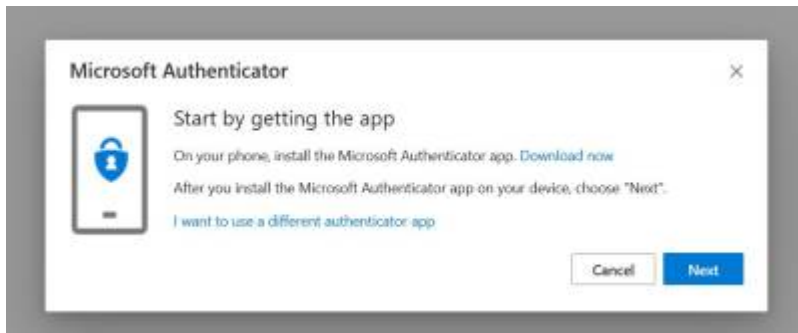 Microsoft Authenticator
Start by getting the app
On your phone, install the Microsoft Authenticator app. Download now
After you install the Microsoft Authenticator app on your device, choose "Next".
I want to use a different authenticator app
Cancel Next